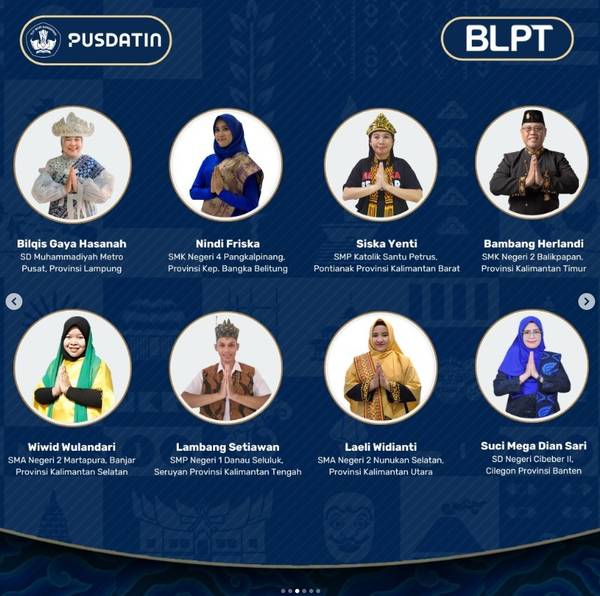 PUSDATIN
BLPT
Bilqis Gaya Hasanah
SD Muhammadiyah Metro
Pusat, Provinsi Lampung
Nindi Friska
SMK Negeri 4 Pangkalpinang,
Provinsi Kep. Bangka Belitung
Siska Yenti
SMP Katolik Santu Petrus,
Pontianak Provinsi Kalimantan Barat
Bambang Herlandi
SMK Negeri 2 Balikpapan,
Provinsi Kalimantan Timur
Wiwid Wulandari
SMA Negeri 2 Martapura, Banjar
Provinsi Kalimantan Selatan
Lambang Setiawan
SMP Negeri 1 Danau Seluluk,
Seruyan Provinsi Kalimantan Tengah
Laeli Widianti
SMA Negeri 2 Nunukan Selatan,
Provinsi Kalimantan Utara
Suci Mega Dian Sari
SD Negeri Cibeber II,
Cilegon Provinsi Banten